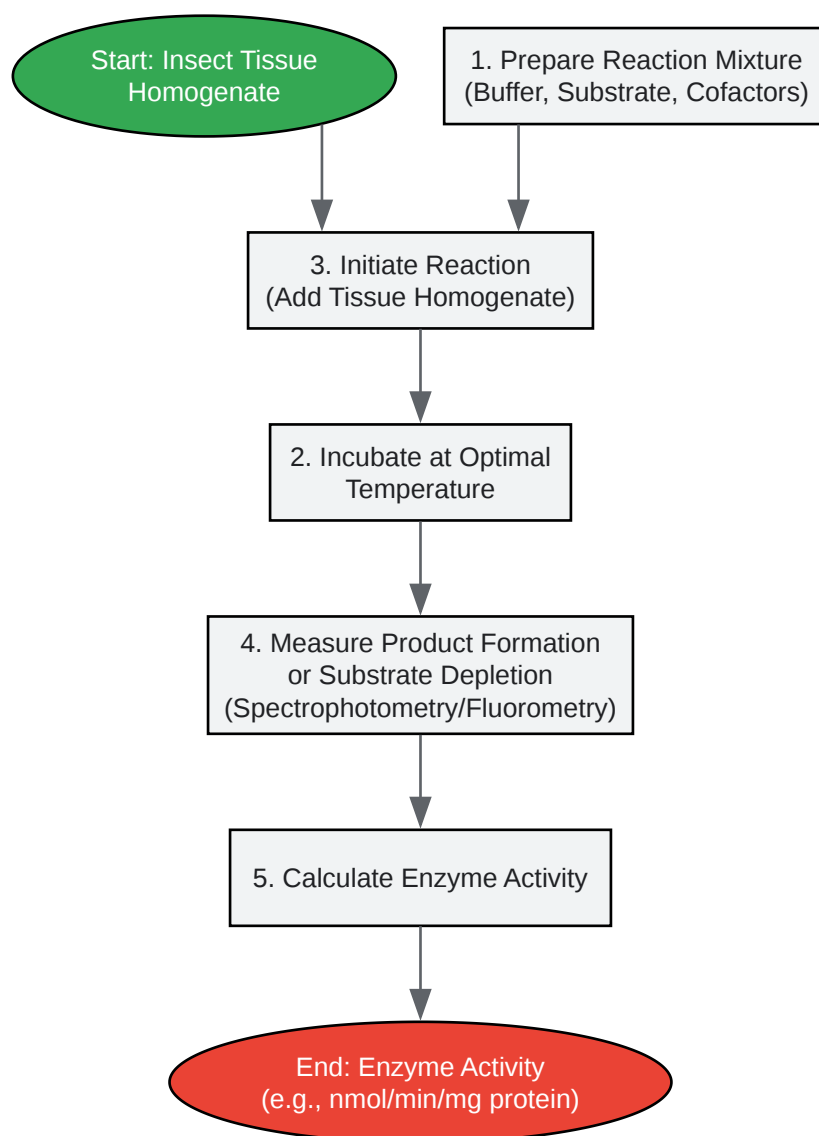 Start: Insect Tissue
Homogenate
1. Prepare Reaction Mixture
(Buffer, Substrate, Cofactors)
3. Initiate Reaction
(Add Tissue Homogenate)
2. Incubate at Optimal
Temperature
4. Measure Product Formation
or Substrate Depletion
(Spectrophotometry/Fluorometry)
5. Calculate Enzyme Activity
End: Enzyme Activity
(e.g., nmol/min/mg protein)